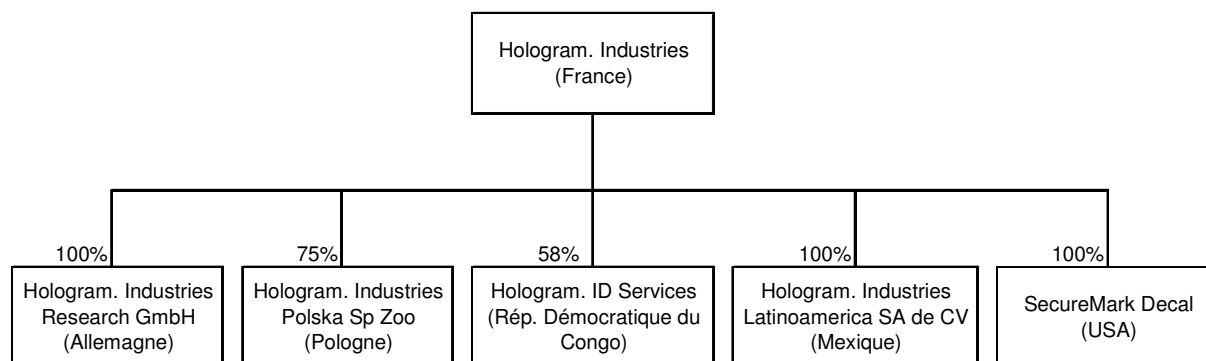 Hologram. Industries
(France)
100%
75%
58%
100%
100%
Hologram. Industries
Research GmbH
(Allemagne)
Hologram. Industries
Polska Sp Zoo
(Pologne)
Hologram. ID Services
(Rép. Démocratique du
Congo)
Hologram. Industries
Latinoamerica SA de CV
(Mexique)
SecureMark Decal
(USA)